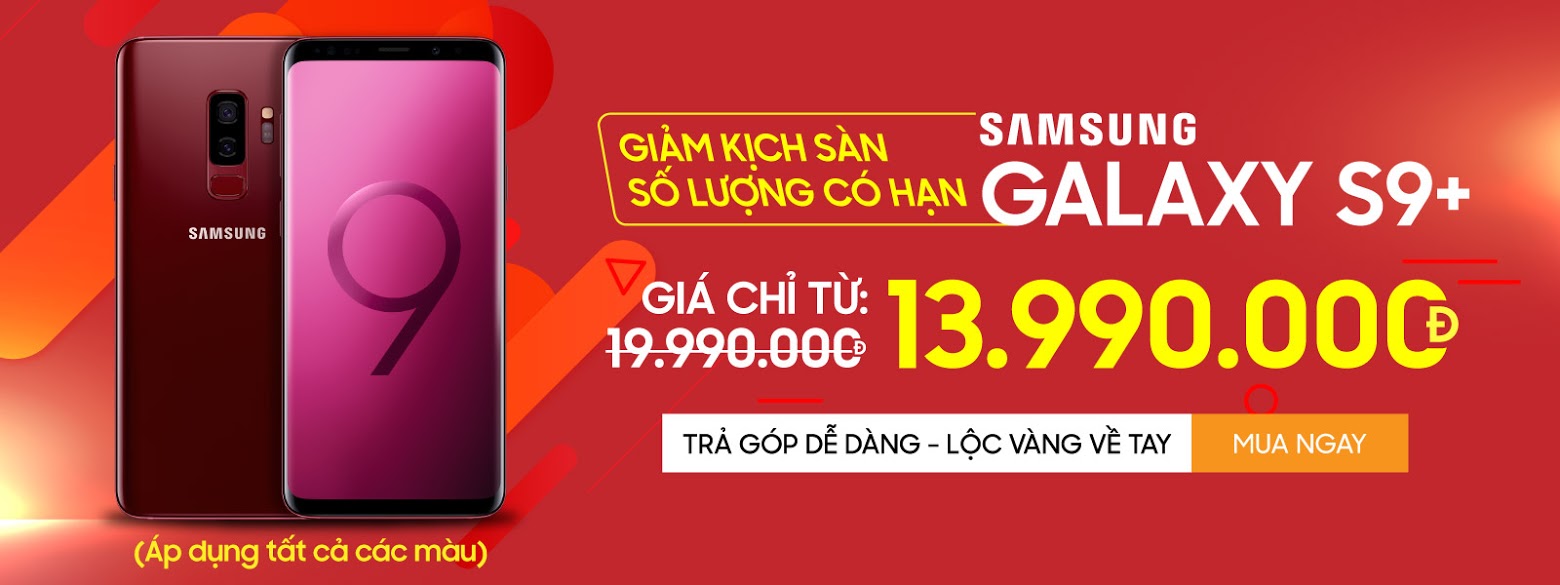 SAMSUNG
9
(Áp dụng tất cả các màu)
GIẢM KỊCH SÀN
SỐ LƯỢNG CÓ HẠN
SAMSUNG
GALAXY S9+
GIÁ CHỈ TỪ:
19.990.000Đ
13.990.000Đ
TRẢ GÓP DỄ DÀNG - LỘC VÀNG VỀ TAY
MUA NGAY